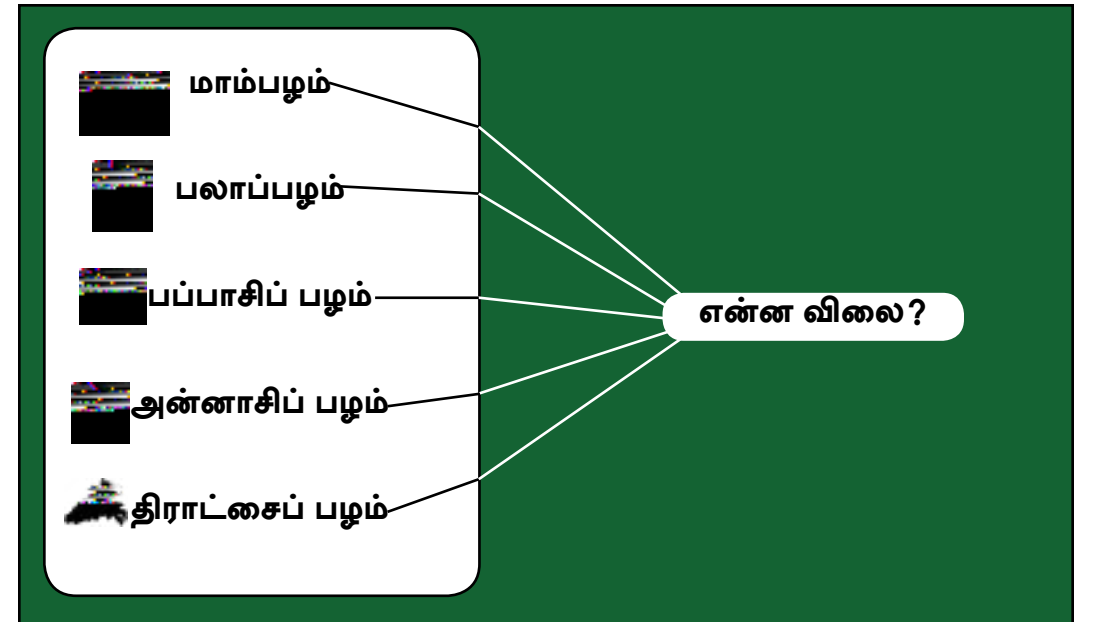 மாம்பழம்
பலாப்பழம்
பப்பாசிப் பழம்
என்ன விலை?
அன்னாசிப் பழம்
திராட்சைப் பழம்